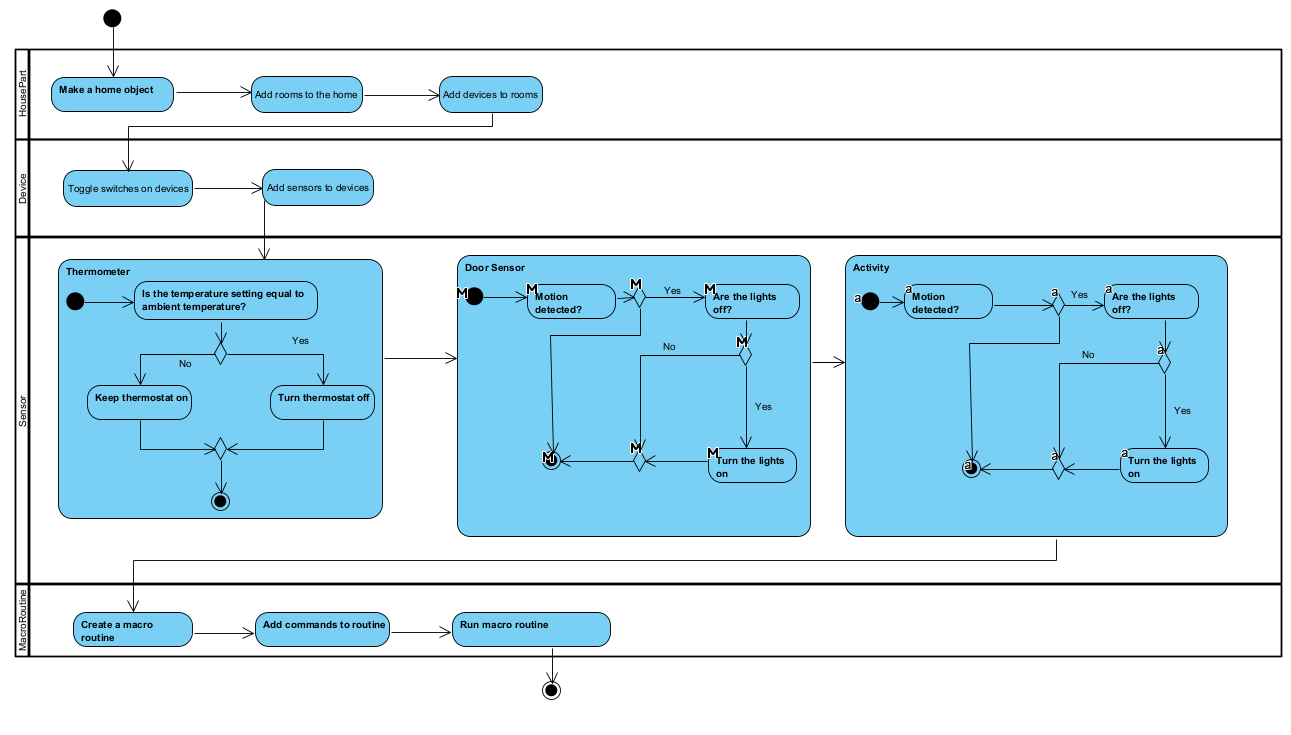 HousePart
Make a home object
Add rooms to the home
Add devices to rooms
Device
Toggle switches on devices
Add sensors to devices
Sensor
Thermometer
Is the temperature setting equal to
ambient temperature?
No
Yes
Keep thermostat on
Turn thermostat off
Door Sensor
M
M
Motion
detected?
M
Yes
M
Are the lights
off?
M
No
Yes
M
M
M
Turn the lights
on
Activity
a
a
Motion
detected?
a
Yes
a
Are the lights
off?
a
No
Yes
a
a
a
Turn the lights
on
MacroRoutine
Create a macro
routine
Add commands to routine
Run macro routine